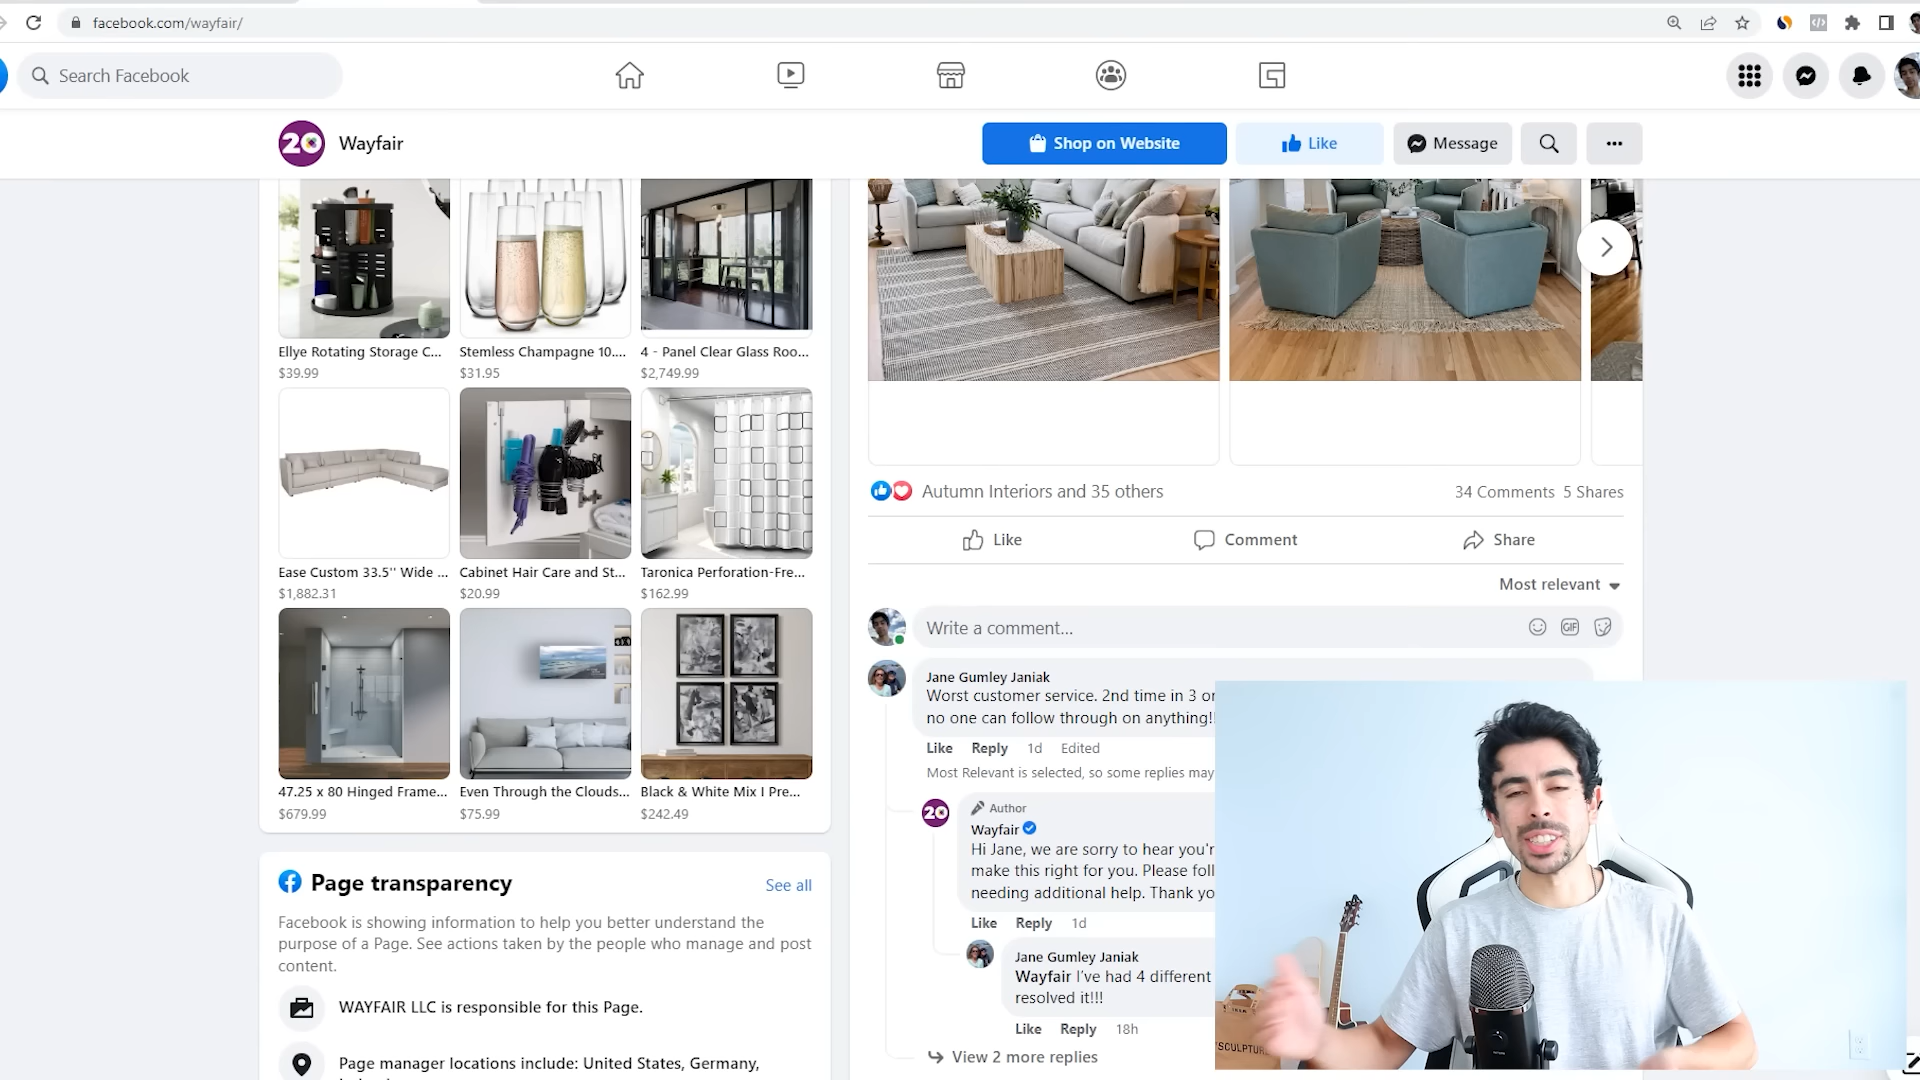 facebook.com/wayfair/
Search Facebook
20
Wayfair
Shop on Website
Like
Message
Ellye Rotating Storage C...
$39.99
Stemless Champagne 10....
$31.95
4 - Panel Clear Glass Roo...
$2,749.99
Ease Custom 33.5'' Wide ...
$1,882.31
Cabinet Hair Care and St...
$20.99
Taronica Perforation-Fre...
$162.99
47.25 x 80 Hinged Frame...
$679.99
Even Through the Clouds...
$75.99
Black & White Mix I Pre...
$242.49
Page transparency
See all
Facebook is showing information to help you better understand the
purpose of a Page. See actions taken by the people who manage and post
content.
WAYFAIR LLC is responsible for this Page.
Page manager locations include: United States, Germany,
Autumn Interiors and 35 others
34 Comments 5 Shares
Like
Comment
Share
Most relevant
Write a comment...
GIF
Jane Gumley Janiak
Worst customer service. 2nd time in 3 or
no one can follow through on anything!!
Like Reply 1d Edited
Most Relevant is selected, so some replies may
20
Author
Wayfair
Hi Jane, we are sorry to hear you'r
make this right for you. Please foll
needing additional help. Thank yo
Like Reply 1d
Jane Gumley Janiak
Wayfair I've had 4 different
resolved it!!!
Like Reply 18h
View 2 more replies
SCULPTURE